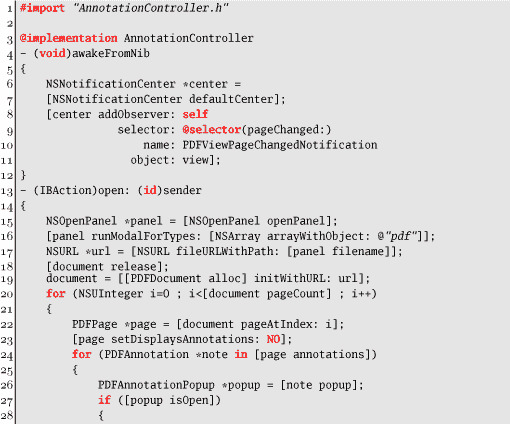 1 #import "AnnotationController.h"
2
3 @implementation AnnotationController
4 - (void)awakeFromNib
5 {
6     NSNotificationCenter *center =
7     [NSNotificationCenter defaultCenter];
8     [center addObserver: self
9                selector: @selector(pageChanged:)
10                   name: PDFViewPageChangedNotification
11                 object: view];
12 }
13 - (IBAction)open: (id)sender
14 {
15     NSOpenPanel *panel = [NSOpenPanel openPanel];
16     [panel runModalForTypes: [NSArray arrayWithObject: @"pdf"]];
17     NSURL *url = [NSURL fileURLWithPath: [panel filename]];
18     [document release];
19     document = [[PDFDocument alloc] initWithURL: url];
20     for (NSUInteger i=0 ; i<[document pageCount] ; i++)
21     {
22         PDFPage *page = [document pageAtIndex: i];
23         [page setDisplaysAnnotations: NO];
24         for (PDFAnnotation *note in [page annotations])
25         {
26             PDFAnnotationPopup *popup = [note popup];
27             if ([popup isOpen])
28             {